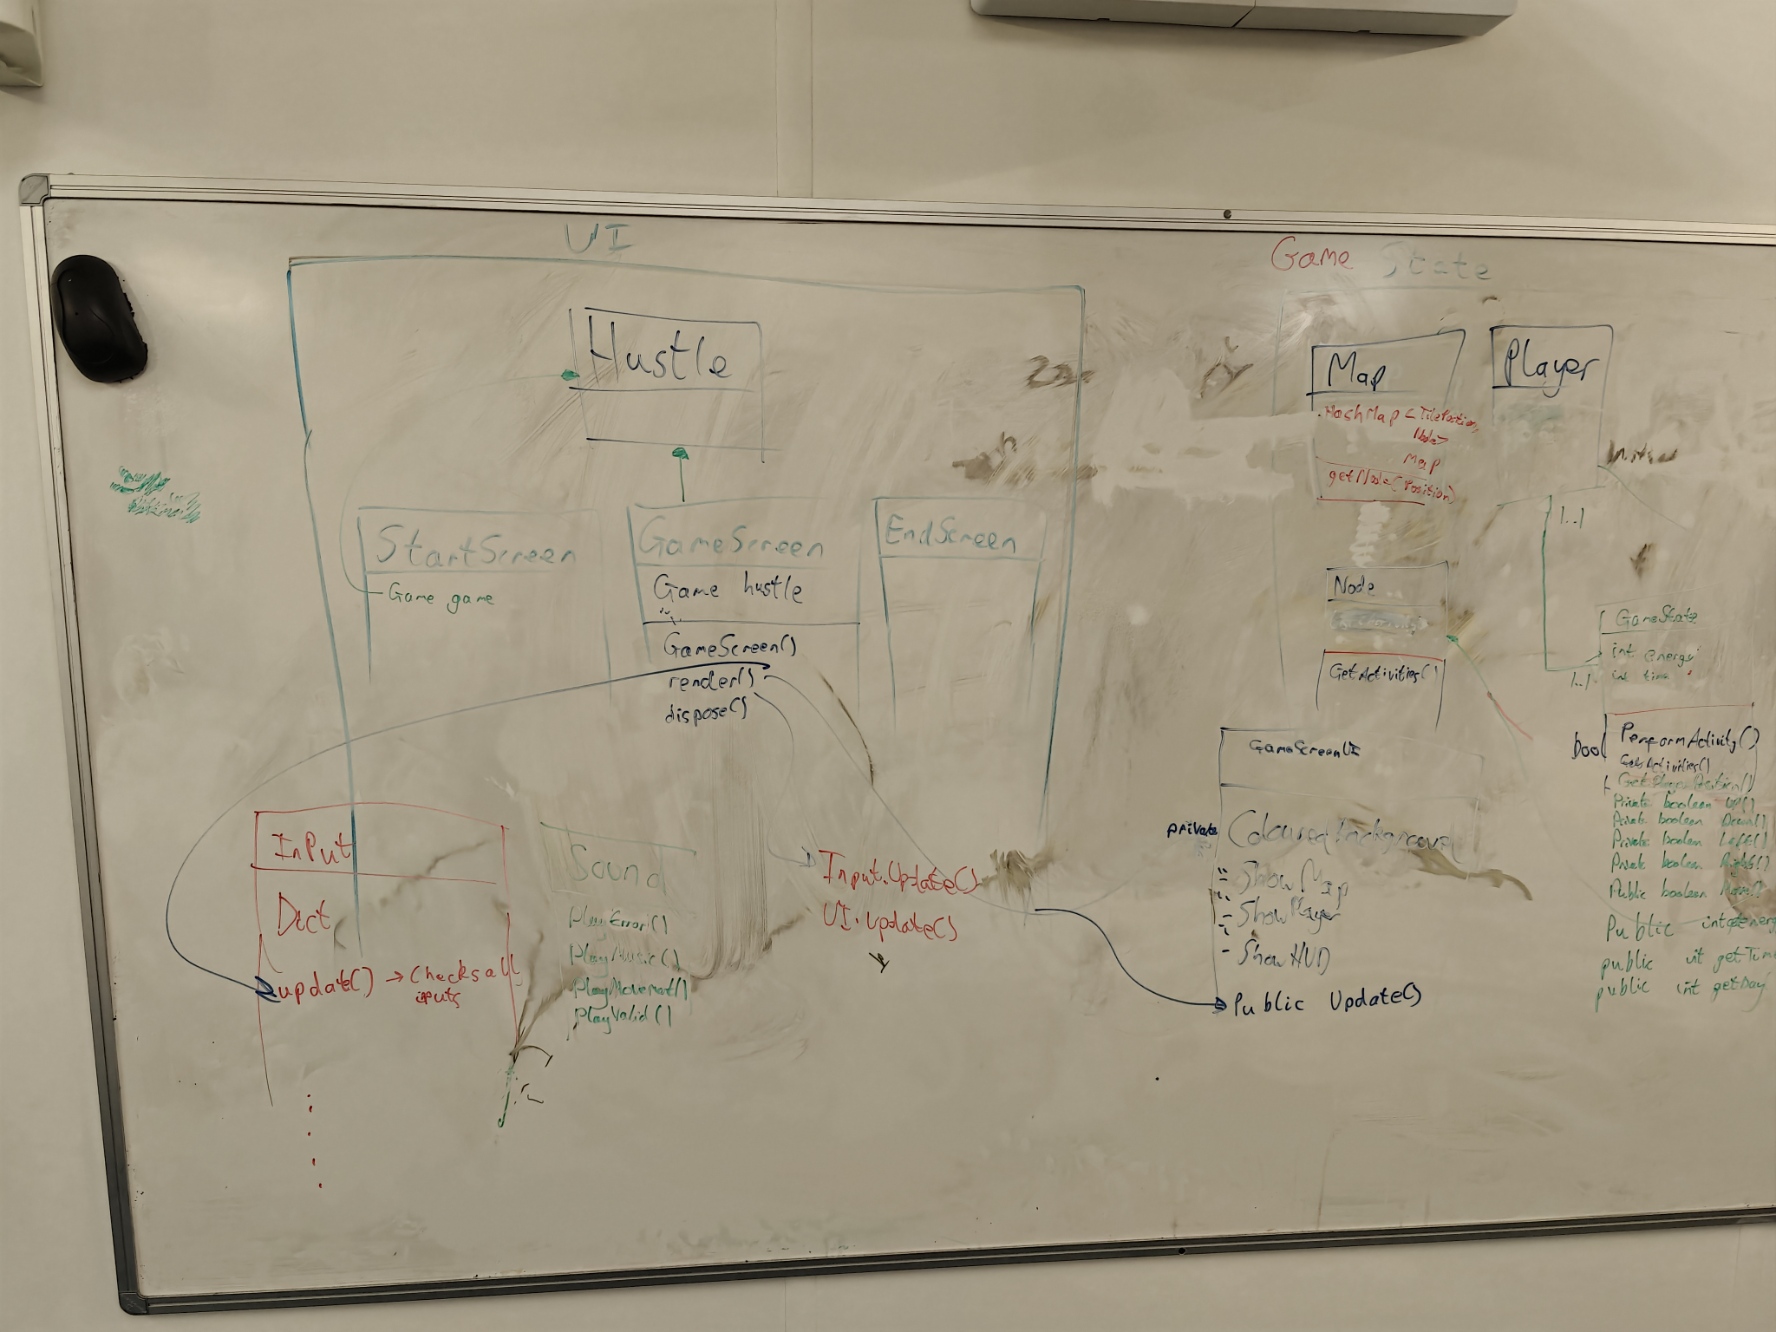 UI
Hustle
StartScreen
Game game
GameScreen
Game hustle
GameScreen()
render()
dispose()
EndScreen
InPut
Dict
update() → Checks all
inputs
Sound
PlayError()
PlayMusic()
PlayMovement()
PlayValid()
Input.Update()
UI.update()
Game State
Map
HashMap <TilePosition,
Node>
Map
getNode(Position)
Player
1..1
Node
GetActivities()
GameScreenUI
private ColouredBackground
" - ShowMap
- ShowPlayer
- ShowHUD
Public Update()
GameState
int energy
int time
1..1
bool PerformActivity()
GetActivities()
GetPlayerPosition()
Private boolean Up()
Private boolean Down()
Private boolean Left()
Private boolean Right()
Public boolean Move()
Public int
public int getTime
public int getDay